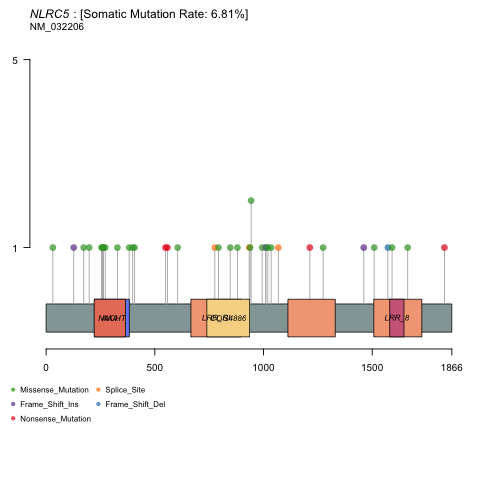 NLRC5 : [Somatic Mutation Rate: 6.81%]
NM_032206
5
1
LRR_8
0 500 1000 1500 1866
Missense_Mutation Splice_Site
Frame_Shift_Ins Frame_Shift_Del
Nonsense_Mutation